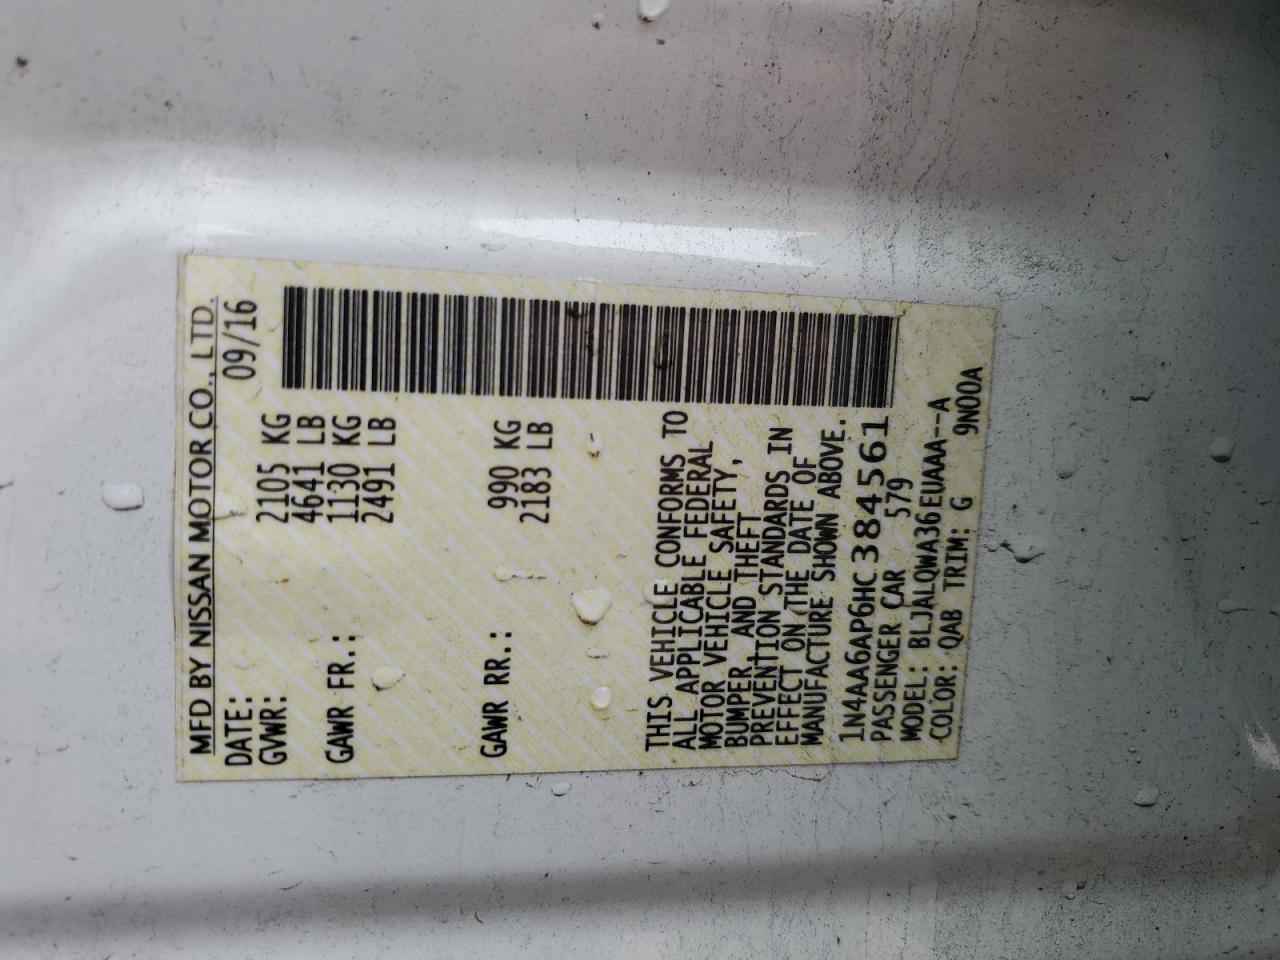 MFD BY NISSAN MOTOR CO., LTD.
DATE: 09/16
GVWR: 2105 KG
4641 LB
GAWR FR.: 1130 KG
2491 LB
GAWR RR.: 990 KG
2183 LB
THIS VEHICLE CONFORMS TO
ALL APPLICABLE FEDERAL
MOTOR VEHICLE SAFETY,
BUMPER, AND THEFT
PREVENTION STANDARDS IN
EFFECT ON THE DATE OF
MANUFACTURE SHOWN ABOVE.
1N4AA6AP6HC384561
PASSENGER CAR 579
MODEL: BLJALQWA36EUAAA--A
COLOR: QAB TRIM: G 9N00A